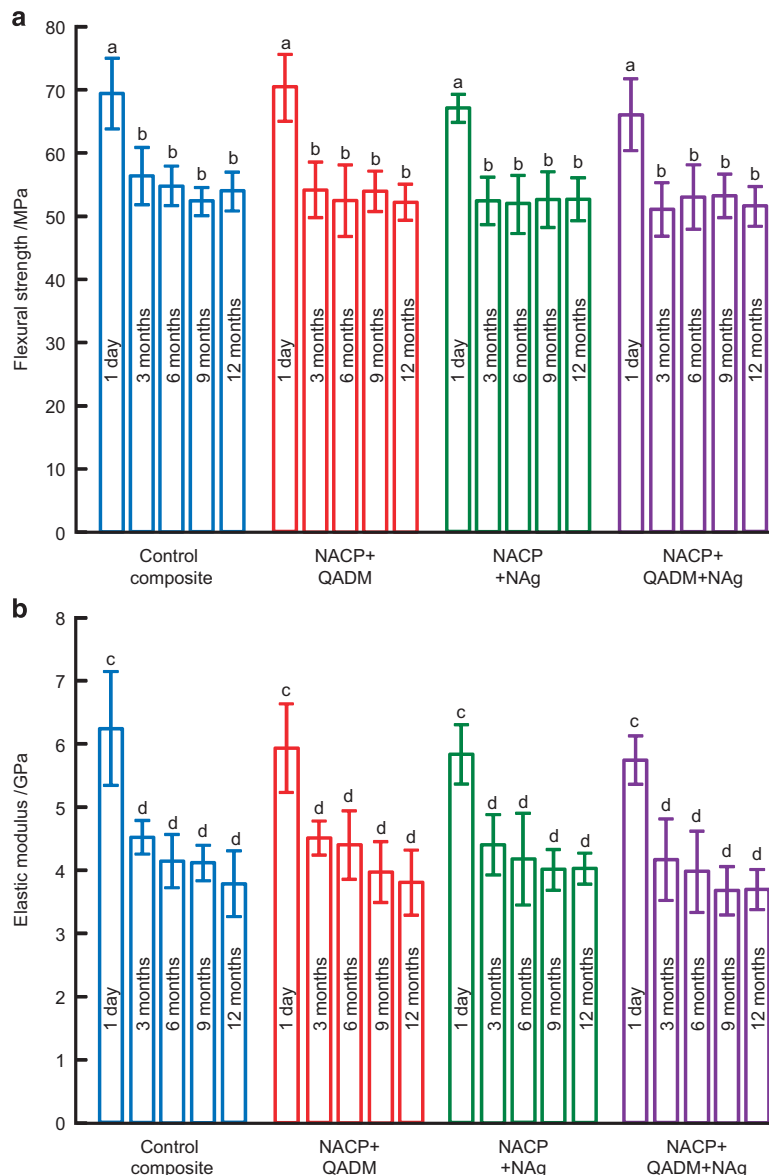 a
80
70
60
50
40
30
20
10
0
Flexural strength /MPa
a
b
b
b
b
a
b
b
b
b
a
b
b
b
b
a
b
b
b
b
1 day
3 months
6 months
9 months
12 months
1 day
3 months
6 months
9 months
12 months
1 day
3 months
6 months
9 months
12 months
1 day
3 months
6 months
9 months
12 months
Control
composite
NACP+
QADM
NACP
+NAg
NACP+
QADM+NAg
b
8
7
6
5
4
3
2
1
0
Elastic modulus /GPa
c
d
d
d
d
c
d
d
d
d
c
d
d
d
d
c
d
d
d
d
1 day
3 months
6 months
9 months
12 months
1 day
3 months
6 months
9 months
12 months
1 day
3 months
6 months
9 months
12 months
1 day
3 months
6 months
9 months
12 months
Control
composite
NACP+
QADM
NACP
+NAg
NACP+
QADM+NAg